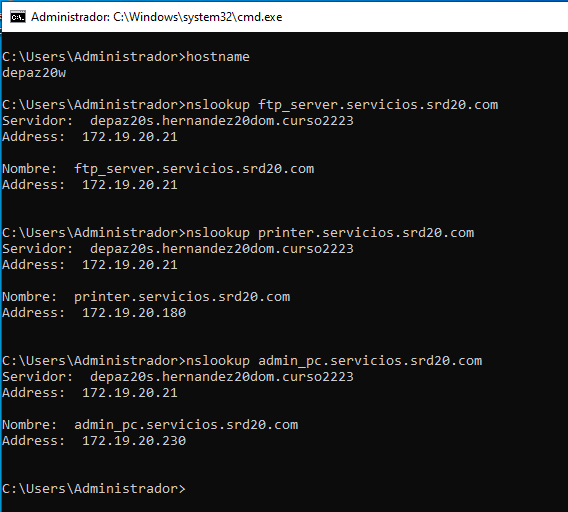 Administrador: C:\Windows\system32\cmd.exe
C:\Users\Administrador>hostname
depaz20w
C:\Users\Administrador>nslookup ftp_server.servicios.srd20.com
Servidor:  depaz20s.hernandez20dom.curso2223
Address:  172.19.20.21
Nombre:  ftp_server.servicios.srd20.com
Address:  172.19.20.21
C:\Users\Administrador>nslookup printer.servicios.srd20.com
Servidor:  depaz20s.hernandez20dom.curso2223
Address:  172.19.20.21
Nombre:  printer.servicios.srd20.com
Address:  172.19.20.180
C:\Users\Administrador>nslookup admin_pc.servicios.srd20.com
Servidor:  depaz20s.hernandez20dom.curso2223
Address:  172.19.20.21
Nombre:  admin_pc.servicios.srd20.com
Address:  172.19.20.230
C:\Users\Administrador>